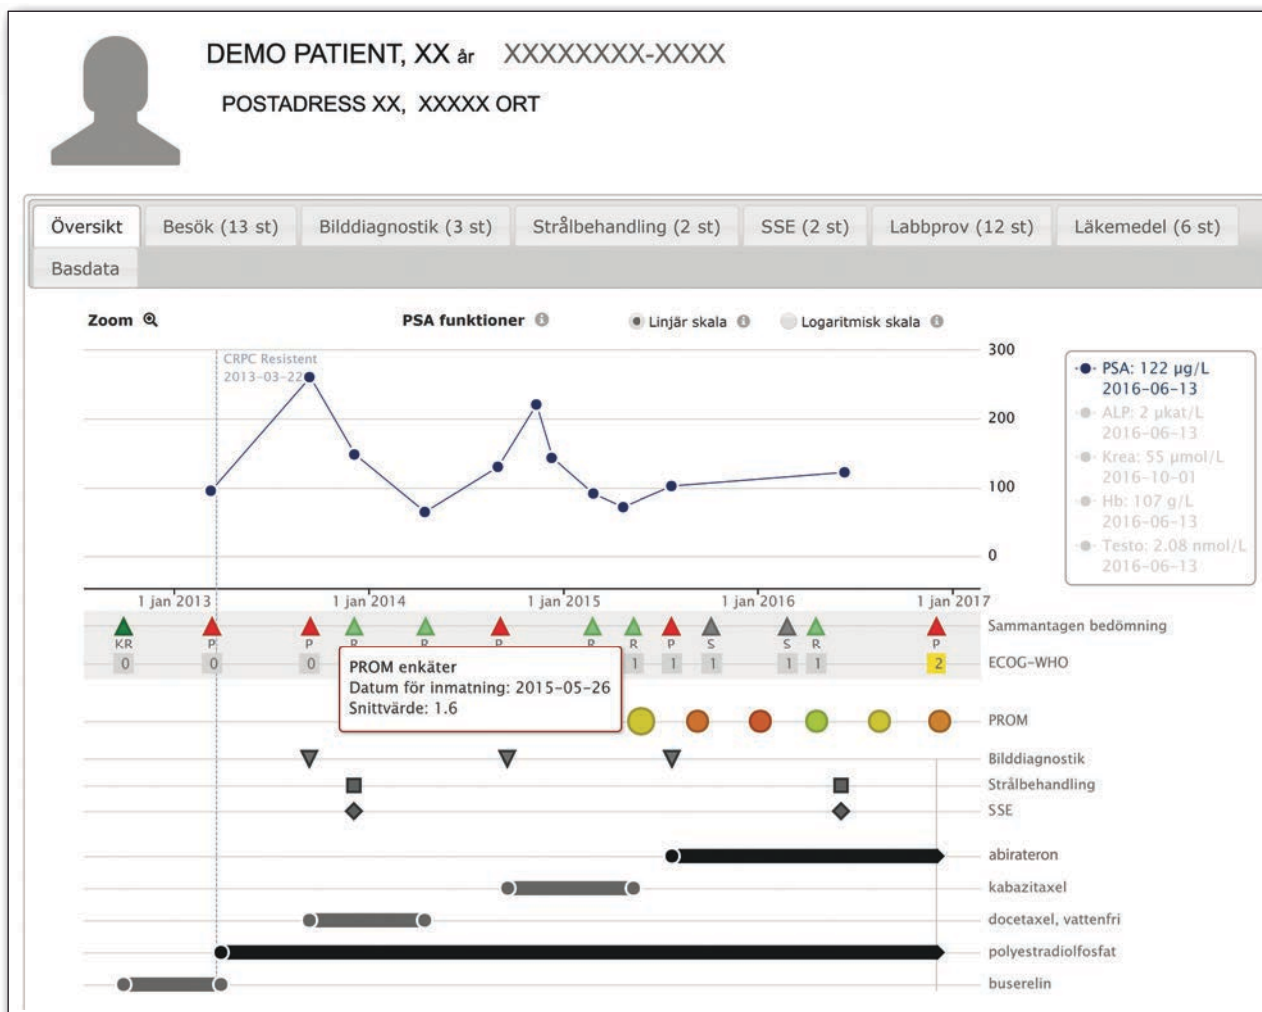 DEMO PATIENT, XX år XXXXXXXX-XXXX
POSTADRESS XX, XXXXX ORT
Översikt Besök (13 st) Bilddiagnostik (3 st) Strålbehandling (2 st) SSE (2 st) Labbprov (12 st) Läkemedel (6 st)
Basdata
Zoom PSA funktioner Linjär skala Logaritmisk skala
CRPC Resistent
2013-03-22
300
200
100
0
PSA: 122 µg/L
2016-06-13
ALP: 2 µkat/L
2016-06-13
Krea: 55 µmol/L
2016-10-01
Hb: 107 g/L
2016-06-13
Testo: 2.08 nmol/L
2016-06-13
1 jan 2013 1 jan 2014 1 jan 2015 1 jan 2016 1 jan 2017
Sammantagen bedömning
KR P P R R P R R P S S R P
0 0 0 1 1 1 1 1 2 ECOG-WHO
PROM enkäter
Datum för inmatning: 2015-05-26
Snittvärde: 1.6
PROM
Bilddiagnostik
Strålbehandling
SSE
abirateron
kabazitaxel
docetaxel, vattenfri
polyestradiolfosfat
buserelin